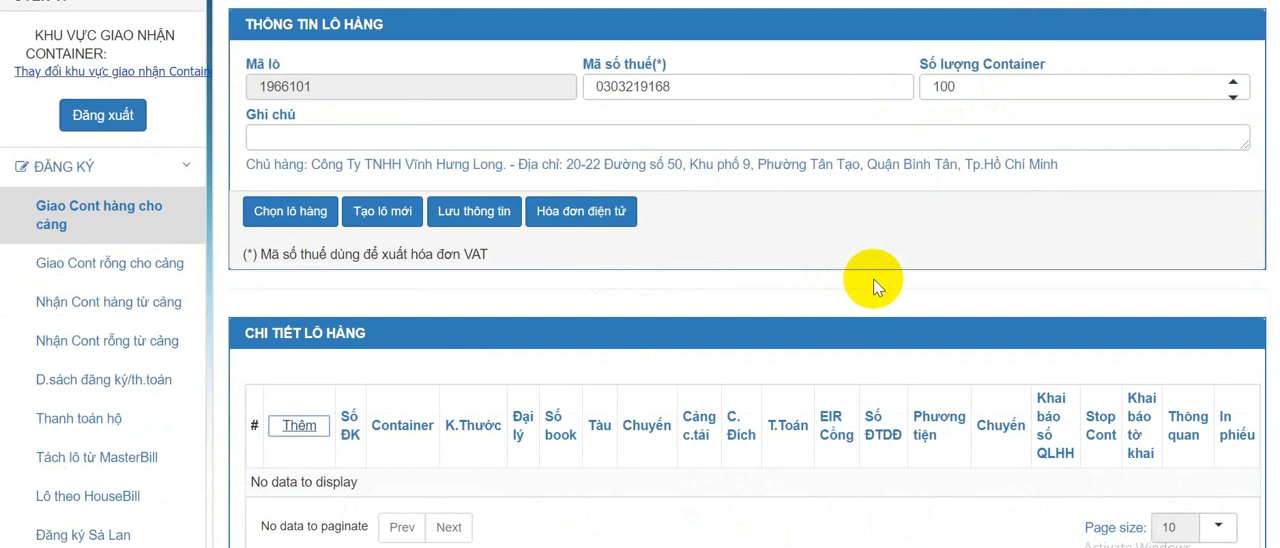 KHU VỰC GIAO NHẬN
CONTAINER:
Thay đổi khu vực giao nhận Contain
Đăng xuất
ĐĂNG KÝ
Giao Cont hàng cho
cảng
Giao Cont rỗng cho cảng
Nhận Cont hàng từ cảng
Nhận Cont rỗng từ cảng
D.sách đăng ký/th.toán
Thanh toán hộ
Tách lô từ MasterBill
Lô theo HouseBill
Đăng ký Sà Lan
THÔNG TIN LÔ HÀNG
Mã lô
1966101
Mã số thuế(*)
0303219168
Số lượng Container
100
Ghi chú
Chủ hàng: Công Ty TNHH Vĩnh Hưng Long. - Địa chỉ: 20-22 Đường số 50, Khu phố 9, Phường Tân Tạo, Quận Bình Tân, Tp.Hồ Chí Minh
Chọn lô hàng
Tạo lô mới
Lưu thông tin
Hóa đơn điện tử
(*) Mã số thuế dùng để xuất hóa đơn VAT
CHI TIẾT LÔ HÀNG
#
Thêm
Số
ĐK
Container
K.Thước
Đại
lý
Số
book
Tàu
Chuyến
Cảng
c.tải
C.
Đích
T.Toán
EIR
Cổng
Số
ĐTDĐ
Phương
tiện
Chuyến
Khai
báo
số
QLHH
Stop
Cont
Khai
báo
tờ
khai
Thông
quan
In
phiếu
No data to display
No data to paginate
Prev
Next
Page size:
10
Activate Windows